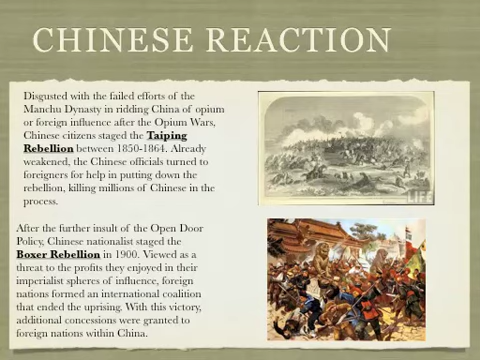 CHINESE REACTION
Disgusted with the failed efforts of the
Manchu Dynasty in ridding China of opium
or foreign influence after the Opium Wars,
Chinese citizens staged the Taiping
Rebellion between 1850-1864. Already
weakened, the Chinese officials turned to
foreigners for help in putting down the
rebellion, killing millions of Chinese in the
process.
After the further insult of the Open Door
Policy, Chinese nationalist staged the
Boxer Rebellion in 1900. Viewed as a
threat to the profits they enjoyed in their
imperialist spheres of influence, foreign
nations formed an international coalition
that ended the uprising. With this victory,
additional concessions were granted to
foreign nations within China.
LIFE